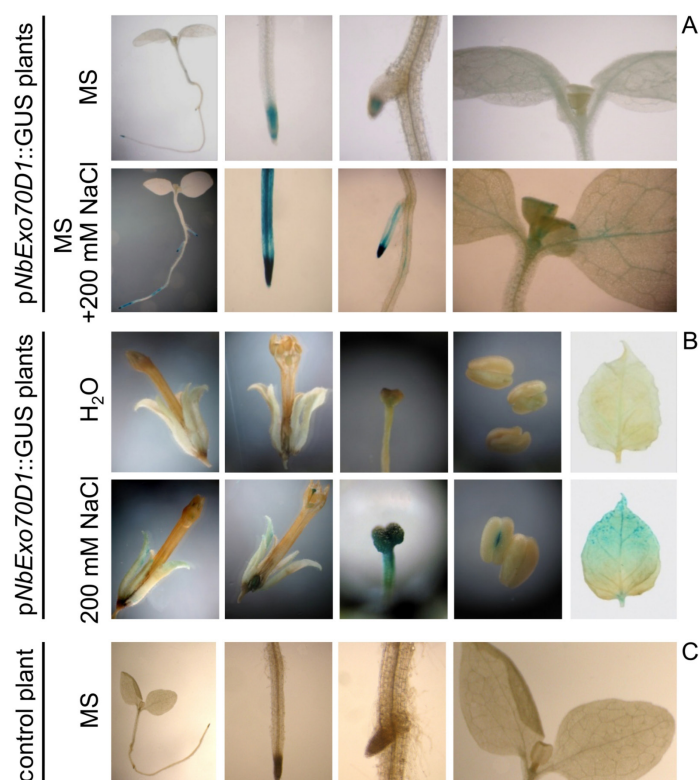 A
pNbExo70D1::GUS plants
MS
MS
+200 mM NaCl
B
pNbExo70D1::GUS plants
H₂O
200 mM NaCl
C
control plant
MS